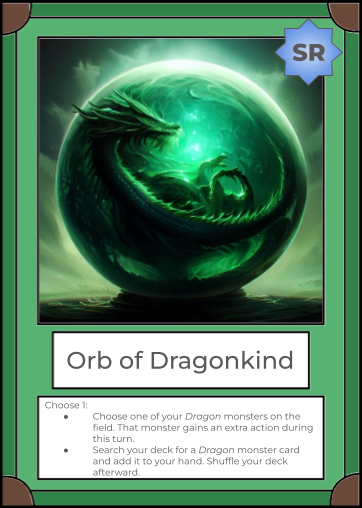 SR
Orb of Dragonkind
Choose 1:
● Choose one of your Dragon monsters on the
field. That monster gains an extra action during
this turn.
● Search your deck for a Dragon monster card
and add it to your hand. Shuffle your deck
afterward.